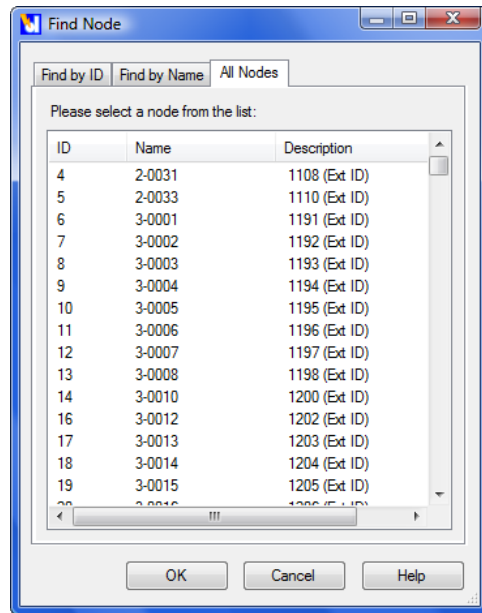 Find Node
Find by ID Find by Name All Nodes
Please select a node from the list:
ID Name Description
4 2-0031 1108 (Ext ID)
5 2-0033 1110 (Ext ID)
6 3-0001 1191 (Ext ID)
7 3-0002 1192 (Ext ID)
8 3-0003 1193 (Ext ID)
9 3-0004 1194 (Ext ID)
10 3-0005 1195 (Ext ID)
11 3-0006 1196 (Ext ID)
12 3-0007 1197 (Ext ID)
13 3-0008 1198 (Ext ID)
14 3-0010 1200 (Ext ID)
16 3-0012 1202 (Ext ID)
17 3-0013 1203 (Ext ID)
18 3-0014 1204 (Ext ID)
19 3-0015 1205 (Ext ID)
OK Cancel Help